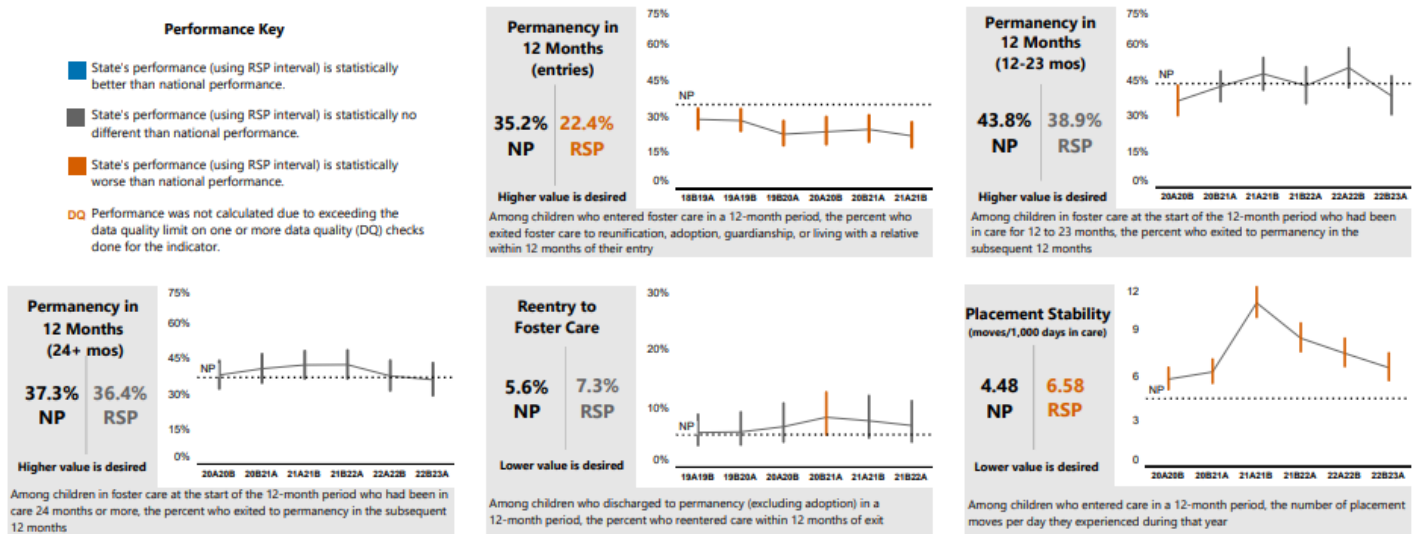 Performance Key
State's performance (using RSP interval) is statistically
better than national performance.
State's performance (using RSP interval) is statistically no
different than national performance.
State's performance (using RSP interval) is statistically
worse than national performance.
DQ Performance was not calculated due to exceeding the
data quality limit on one or more data quality (DQ) checks
done for the indicator.
Permanency in
12 Months
(entries)
35.2% 22.4%
NP RSP
Higher value is desired
75%
60%
45%
NP
30%
15%
0%
18B19A 19A19B 19B20A 20A20B 20B21A 21A21B
Among children who entered foster care in a 12-month period, the percent who
exited foster care to reunification, adoption, guardianship, or living with a relative
within 12 months of their entry
Permanency in
12 Months
(12-23 mos)
43.8% 38.9%
NP RSP
Higher value is desired
75%
60%
45%
NP
30%
15%
0%
20A20B 20B21A 21A21B 21B22A 22A22B 22B23A
Among children in foster care at the start of the 12-month period who had been
in care for 12 to 23 months, the percent who exited to permanency in the
subsequent 12 months
Permanency in
12 Months
(24+ mos)
37.3% 36.4%
NP RSP
Higher value is desired
75%
60%
45%
NP
30%
15%
0%
20A20B 20B21A 21A21B 21B22A 22A22B 22B23A
Among children in foster care at the start of the 12-month period who had been in
care 24 months or more, the percent who exited to permanency in the subsequent
12 months
Reentry to
Foster Care
5.6% 7.3%
NP RSP
Lower value is desired
30%
20%
10%
NP
0%
19A19B 19B20A 20A20B 20B21A 21A21B 21B22A
Among children who discharged to permanency (excluding adoption) in a
12-month period, the percent who reentered care within 12 months of exit
Placement Stability
(moves/1,000 days in care)
4.48 6.58
NP RSP
Lower value is desired
12
9
6
NP
3
0
20A20B 20B21A 21A21B 21B22A 22A22B 22B23A
Among children who entered care in a 12-month period, the number of placement
moves per day they experienced during that year